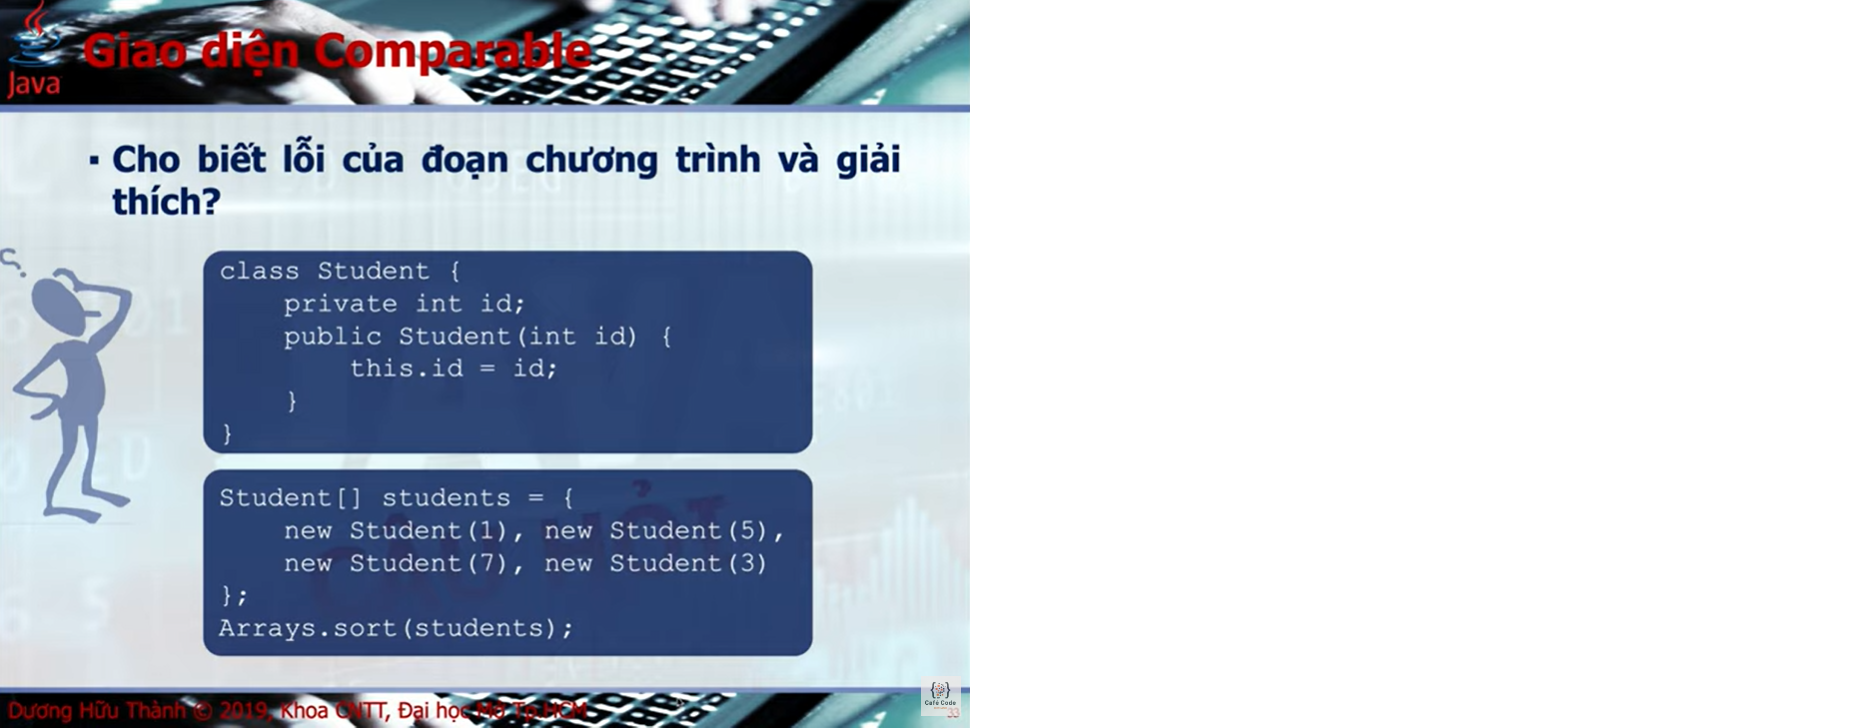 Java
Giao diện Comparable
▪ Cho biết lỗi của đoạn chương trình và giải
thích?
class Student {
    private int id;
    public Student(int id) {
        this.id = id;
    }
}
Student[] students = {
    new Student(1), new Student(5),
    new Student(7), new Student(3)
};
Arrays.sort(students);
Dương Hữu Thành © 2019, Khoa CNTT, Đại học Mở Tp.HCM
{ }
Café Code
33